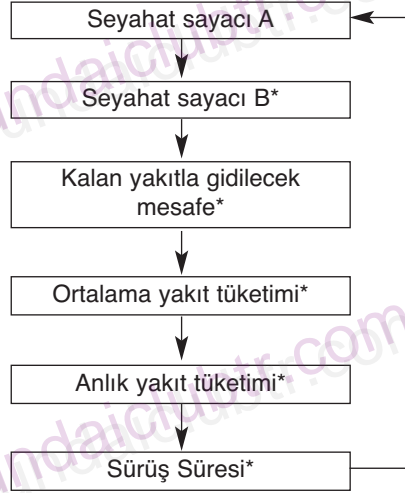 Seyahat sayacı A
Seyahat sayacı B*
Kalan yakıtla gidilecek
mesafe*
Ortalama yakıt tüketimi*
Anlık yakıt tüketimi*
Sürüş Süresi*